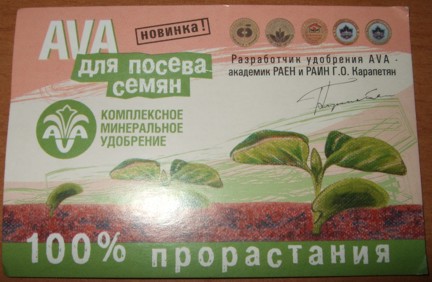 AVA
новинка!
для посева
семян
Разработчик удобрения AVA -
академик РАЕН и РАИН Г.О. Карапетян
AVA
КОМПЛЕКСНОЕ
МИНЕРАЛЬНОЕ
УДОБРЕНИЕ
100% прорастания